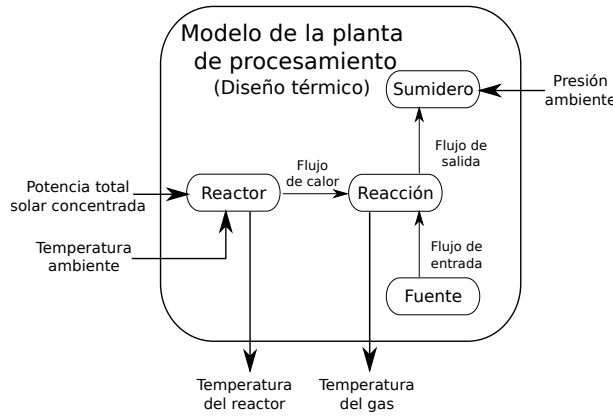 Modelo de la planta
de procesamiento
(Diseño térmico)
Sumidero
Presión
ambiente
Flujo de
salida
Flujo
de calor
Potencia total
solar concentrada
Reactor
Reacción
Temperatura
ambiente
Flujo de
entrada
Fuente
Temperatura
del reactor
Temperatura
del gas